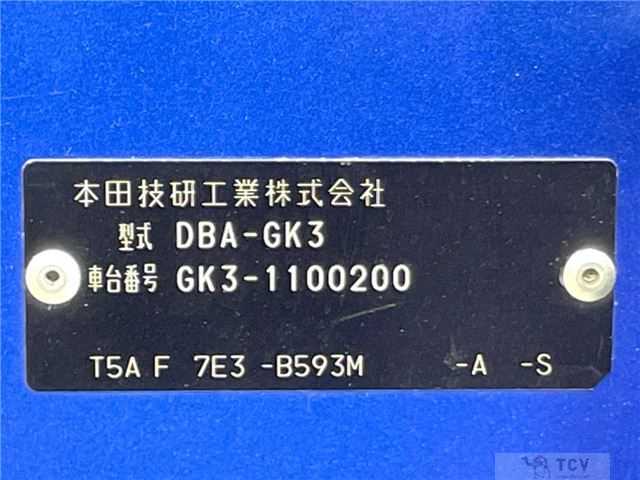 本田技研工業株式会社
型式 DBA-GK3
車台番号 GK3-1100200
T5A F 7E3 -B593M -A -S
TCV